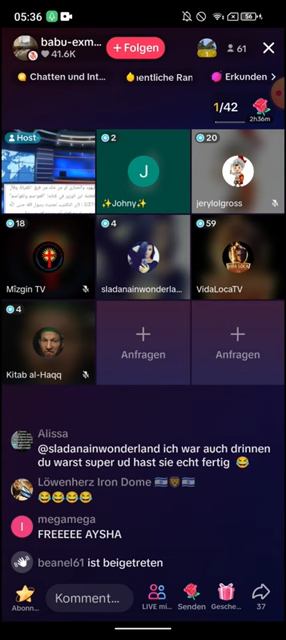 05:36
56
babu-exm...
41.6K
+ Folgen
61
Chatten und Int...
entliche Ran
Erkunden >
1/42
2h36m
Host
2
J
✨Johny✨
20
jerylolgross
18
Mîzgin TV
4
sladanainwonderla...
59
VidaLocaTV
4
Kitab al-Haqq
+
Anfragen
+
Anfragen
Alissa
@sladanainwonderland ich war auch drinnen
du warst super ud hast sie echt fertig 😂
Löwenherz Iron Dome 🇮🇱🦁🇮🇱
😂😂😂😂
m
megamega
FREEEEE AYSHA
beanel61 ist beigetreten
Abonn...
Komment...
LIVE mi...
Senden
Gesche...
37